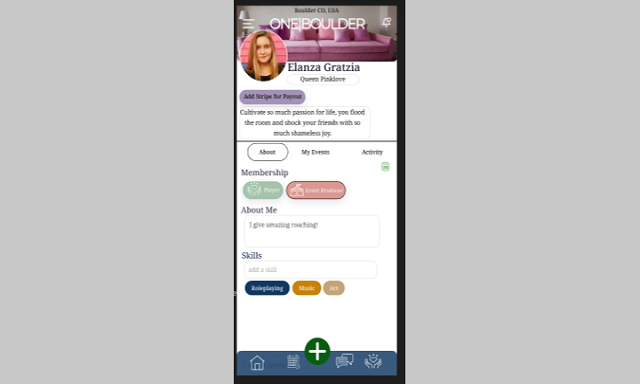 Boulder CO, USA
ONE|BOULDER
Elanza Gratzia
Queen Pinklove
Add Stripe for Payout
Cultivate so much passion for life, you flood
the room and shock your friends with so
much shameless joy.
About My Events Activity
Membership
Player Event Producer
About Me
I give amazing coaching!
Skills
add a skill
Roleplaying Music Art